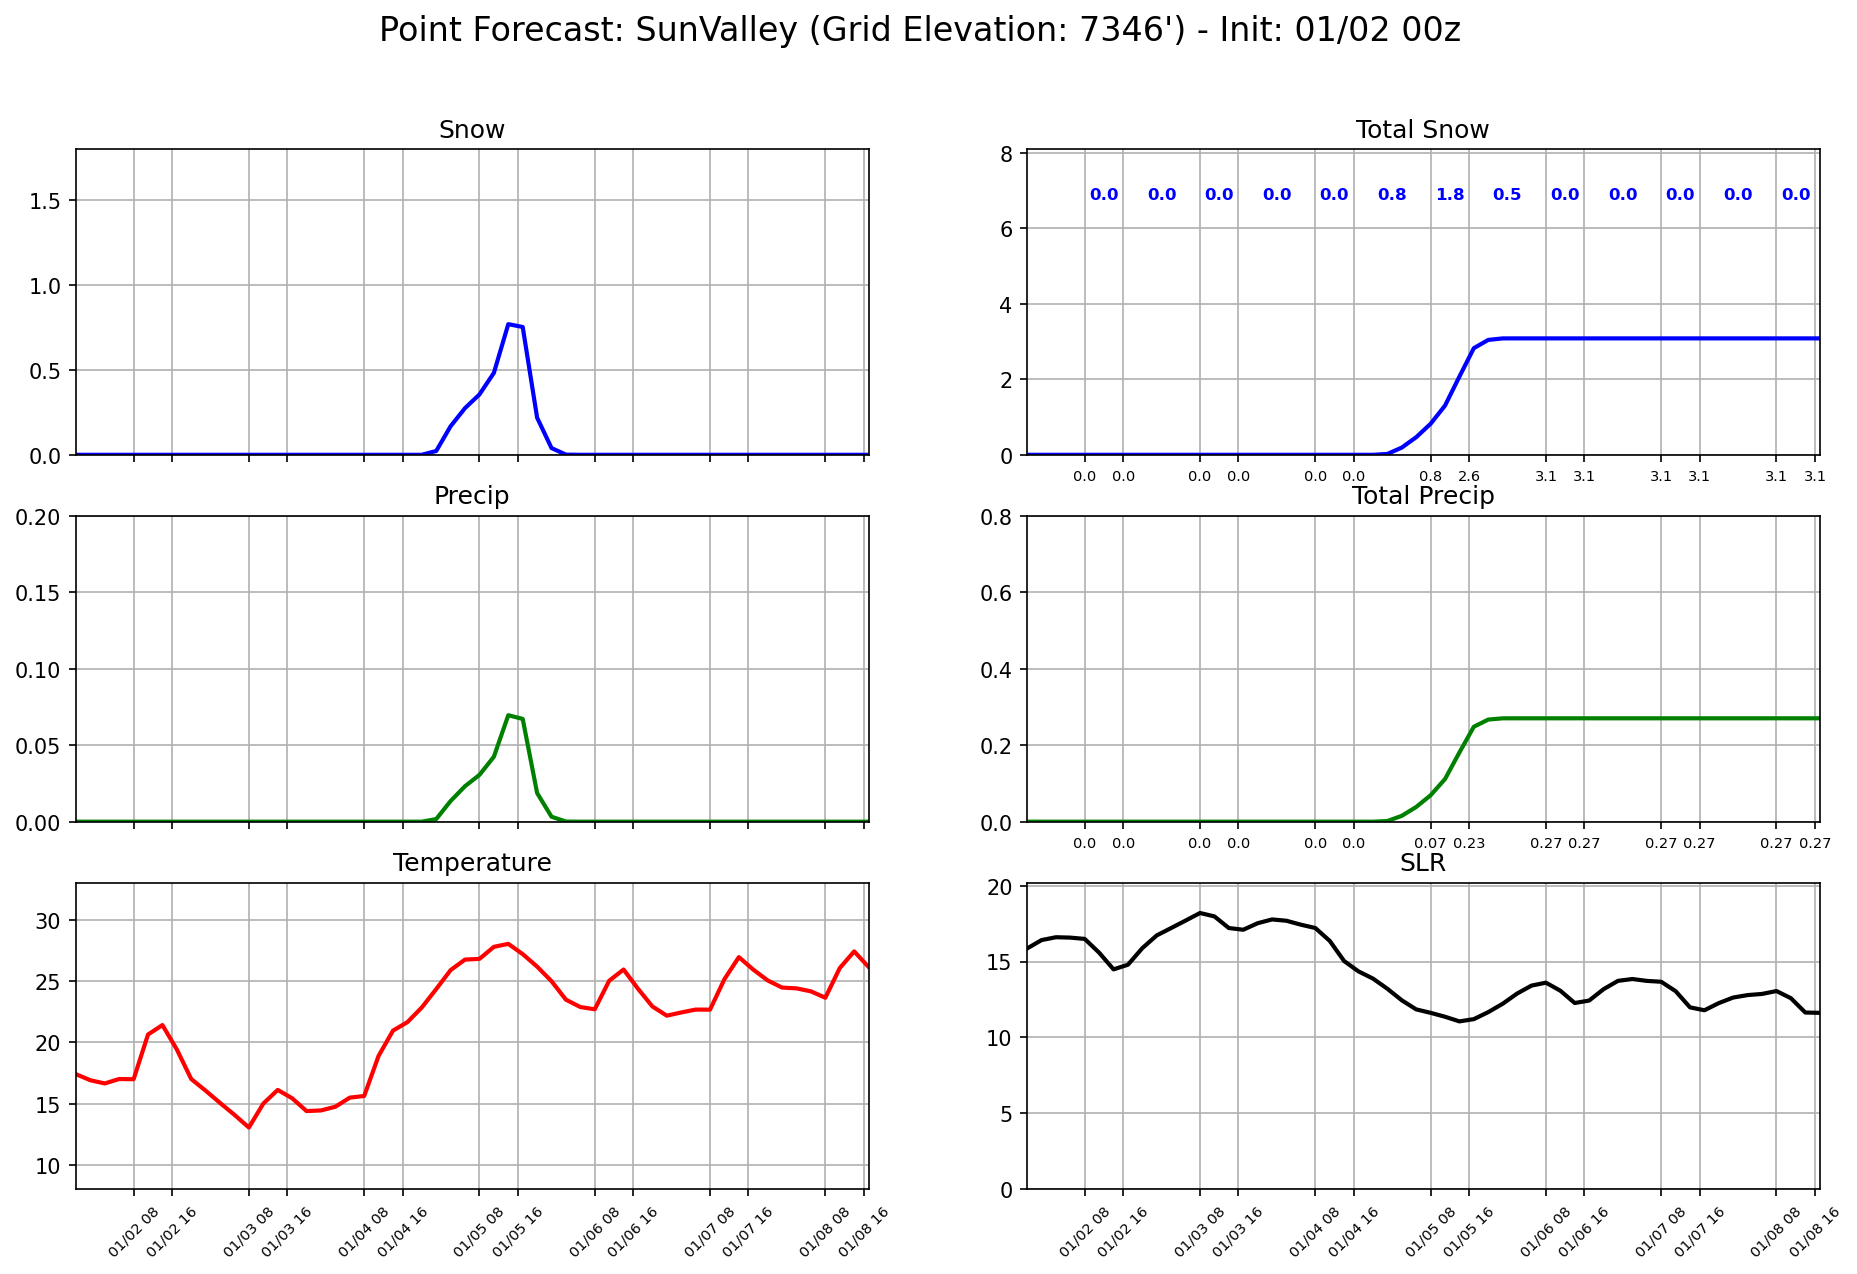 Point Forecast: SunValley (Grid Elevation: 7346') - Init: 01/02 00z
Snow
1.5
1.0
0.5
0.0
Total Snow
8
6
4
2
0
0.0 0.0 0.0 0.0 0.0 0.8 1.8 0.5 0.0 0.0 0.0 0.0 0.0
0.0 0.0 0.0 0.0 0.0 0.0 0.8 2.6 3.1 3.1 3.1 3.1 3.1 3.1
Precip
0.20
0.15
0.10
0.05
0.00
Total Precip
0.8
0.6
0.4
0.2
0.0
0.0 0.0 0.0 0.0 0.0 0.0 0.07 0.23 0.27 0.27 0.27 0.27 0.27 0.27
Temperature
30
25
20
15
10
01/02 08 01/02 16 01/03 08 01/03 16 01/04 08 01/04 16 01/05 08 01/05 16 01/06 08 01/06 16 01/07 08 01/07 16 01/08 08 01/08 16
SLR
20
15
10
5
0
01/02 08 01/02 16 01/03 08 01/03 16 01/04 08 01/04 16 01/05 08 01/05 16 01/06 08 01/06 16 01/07 08 01/07 16 01/08 08 01/08 16